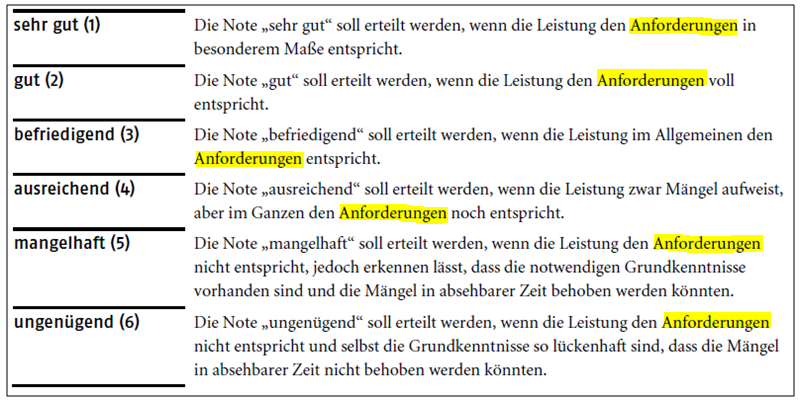 sehr gut (1)
Die Note „sehr gut“ soll erteilt werden, wenn die Leistung den Anforderungen in
besonderem Maße entspricht.
gut (2)
Die Note „gut“ soll erteilt werden, wenn die Leistung den Anforderungen voll
entspricht.
befriedigend (3)
Die Note „befriedigend“ soll erteilt werden, wenn die Leistung im Allgemeinen den
Anforderungen entspricht.
ausreichend (4)
Die Note „ausreichend“ soll erteilt werden, wenn die Leistung zwar Mängel aufweist,
aber im Ganzen den Anforderungen noch entspricht.
mangelhaft (5)
Die Note „mangelhaft“ soll erteilt werden, wenn die Leistung den Anforderungen
nicht entspricht, jedoch erkennen lässt, dass die notwendigen Grundkenntnisse
vorhanden sind und die Mängel in absehbarer Zeit behoben werden könnten.
ungenügend (6)
Die Note „ungenügend“ soll erteilt werden, wenn die Leistung den Anforderungen
nicht entspricht und selbst die Grundkenntnisse so lückenhaft sind, dass die Mängel
in absehbarer Zeit nicht behoben werden könnten.